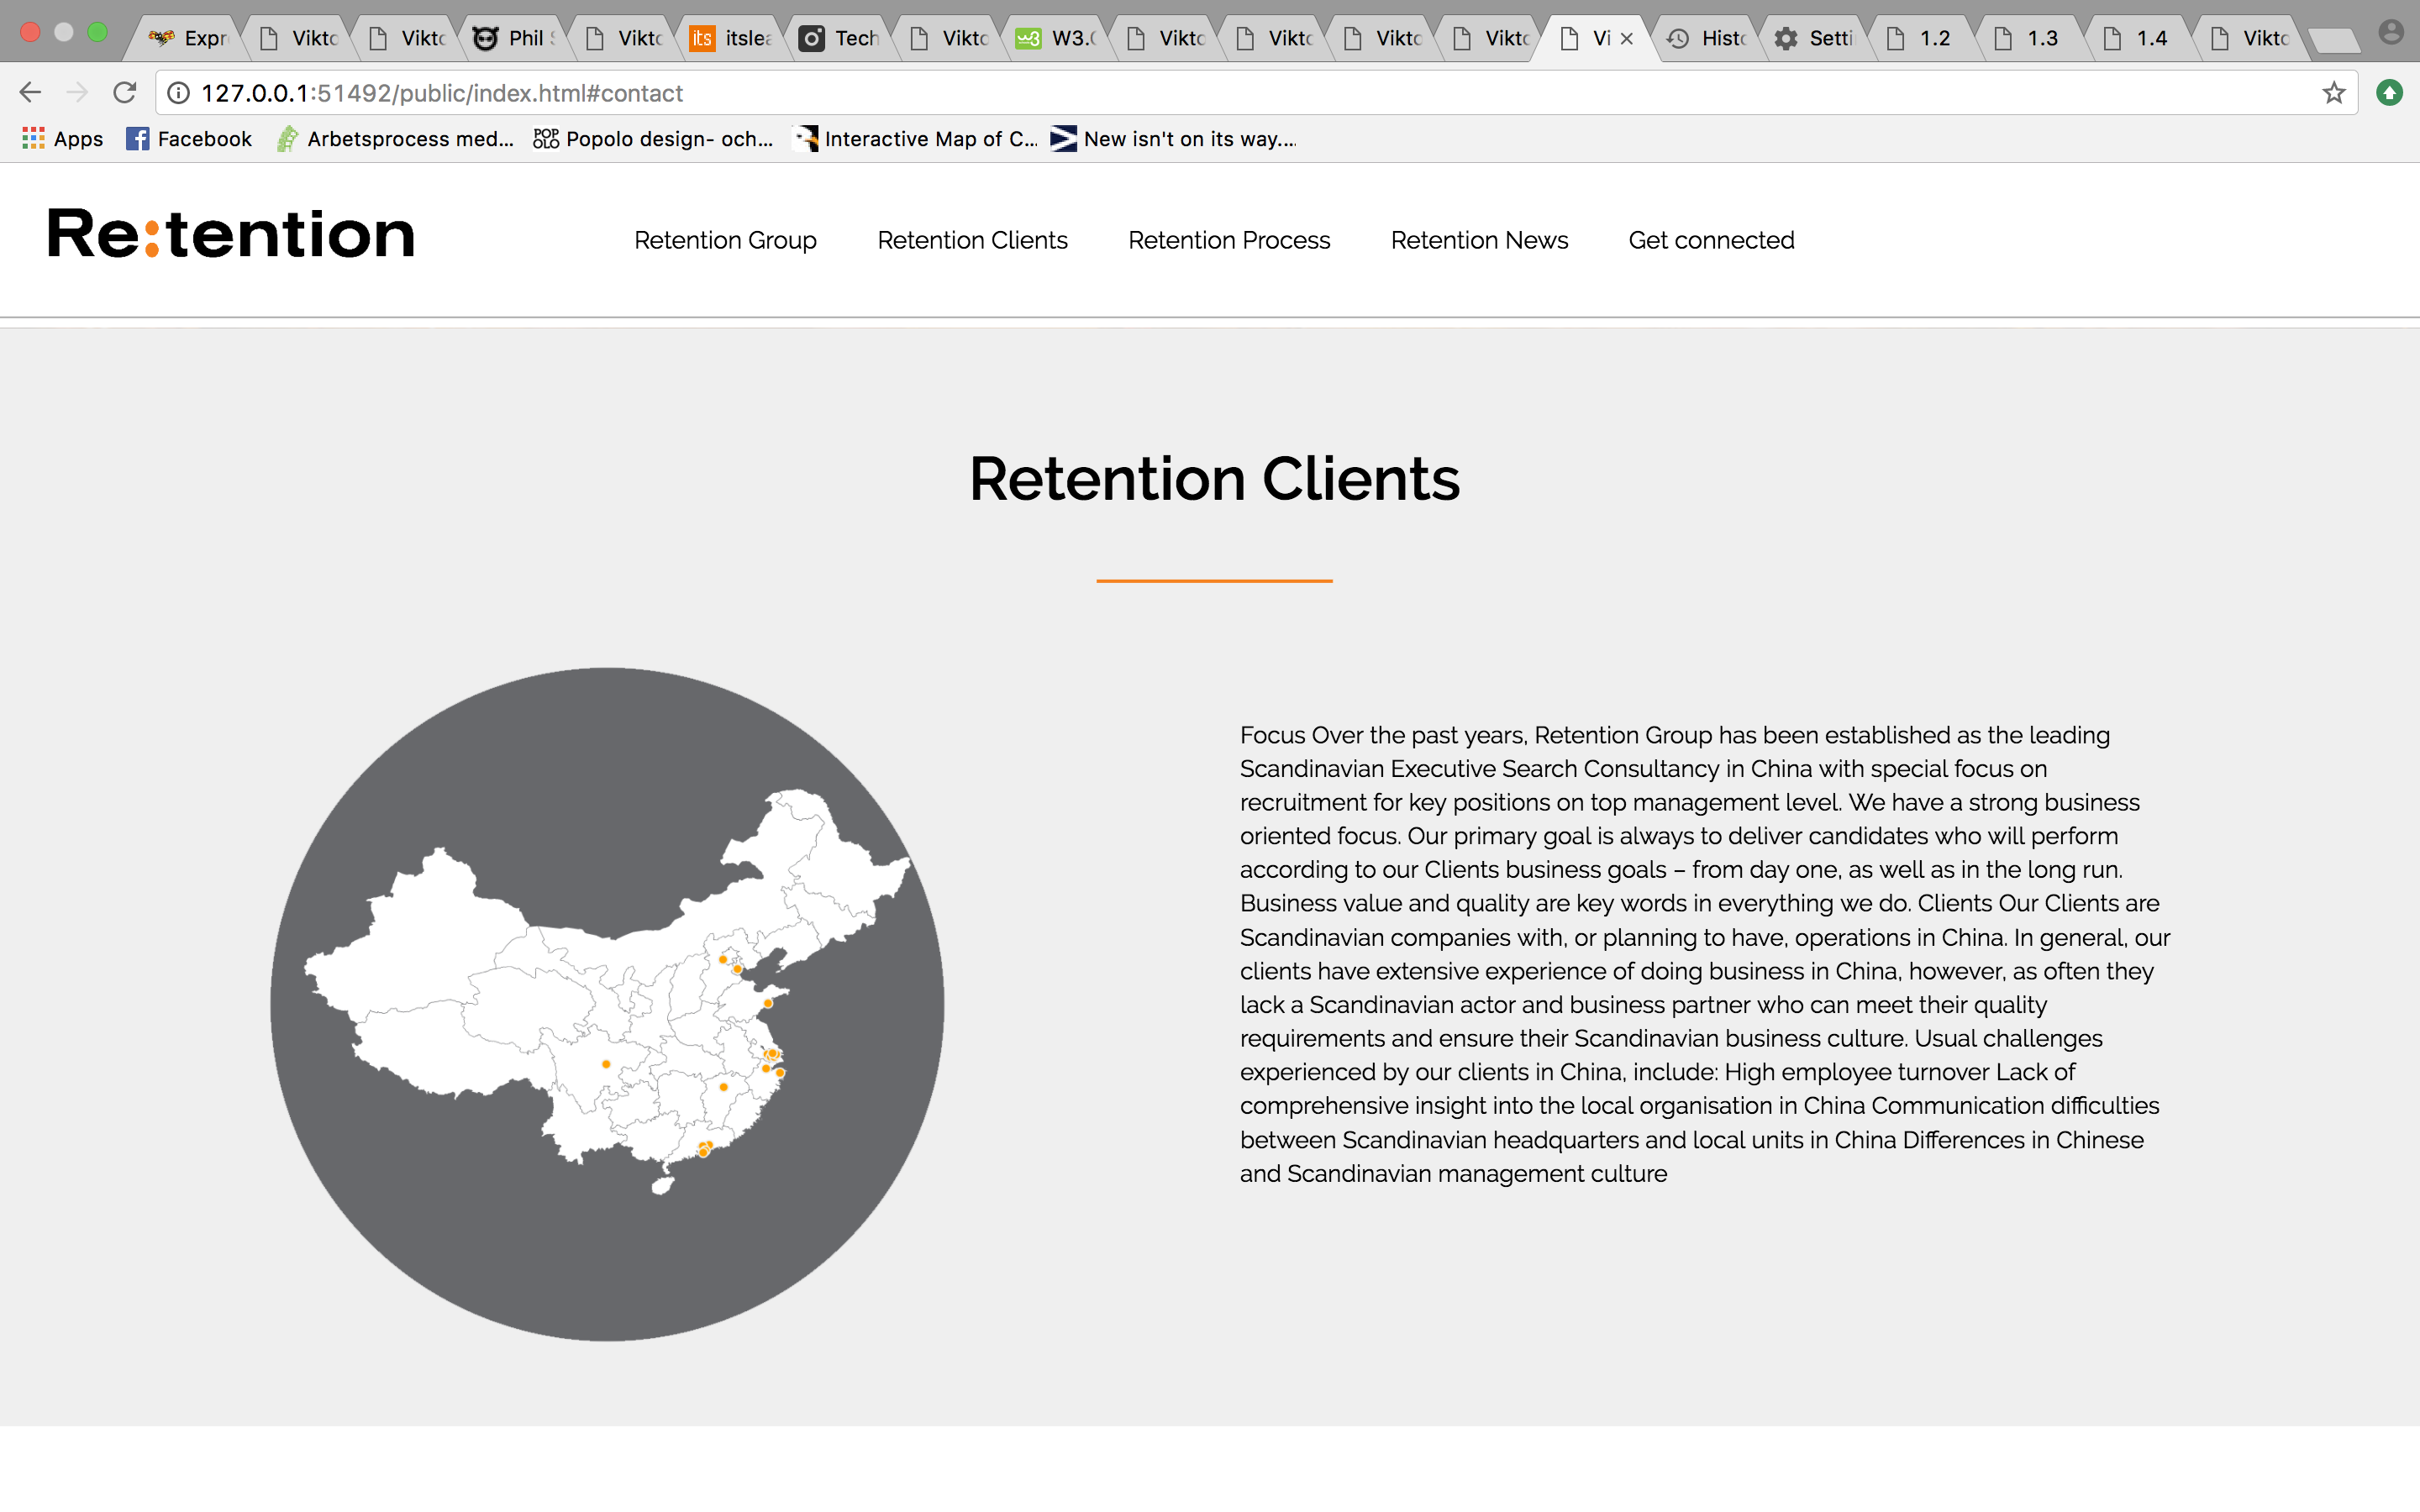 Expr
Vikto
Vikto
Phil S
Vikto
its itslea
Tech
Vikto
w3 W3.C
Vikto
Vikto
Vikto
Vikto
Vi
Histo
Setti
1.2
1.3
1.4
Vikto
127.0.0.1:51492/public/index.html#contact
Apps
Facebook
Arbetsprocess med...
POP OLO Popolo design- och...
Interactive Map of C...
New isn't on its way....
Re:tention
Retention Group
Retention Clients
Retention Process
Retention News
Get connected
Retention Clients
Focus Over the past years, Retention Group has been established as the leading
Scandinavian Executive Search Consultancy in China with special focus on
recruitment for key positions on top management level. We have a strong business
oriented focus. Our primary goal is always to deliver candidates who will perform
according to our Clients business goals – from day one, as well as in the long run.
Business value and quality are key words in everything we do. Clients Our Clients are
Scandinavian companies with, or planning to have, operations in China. In general, our
clients have extensive experience of doing business in China, however, as often they
lack a Scandinavian actor and business partner who can meet their quality
requirements and ensure their Scandinavian business culture. Usual challenges
experienced by our clients in China, include: High employee turnover Lack of
comprehensive insight into the local organisation in China Communication difficulties
between Scandinavian headquarters and local units in China Differences in Chinese
and Scandinavian management culture